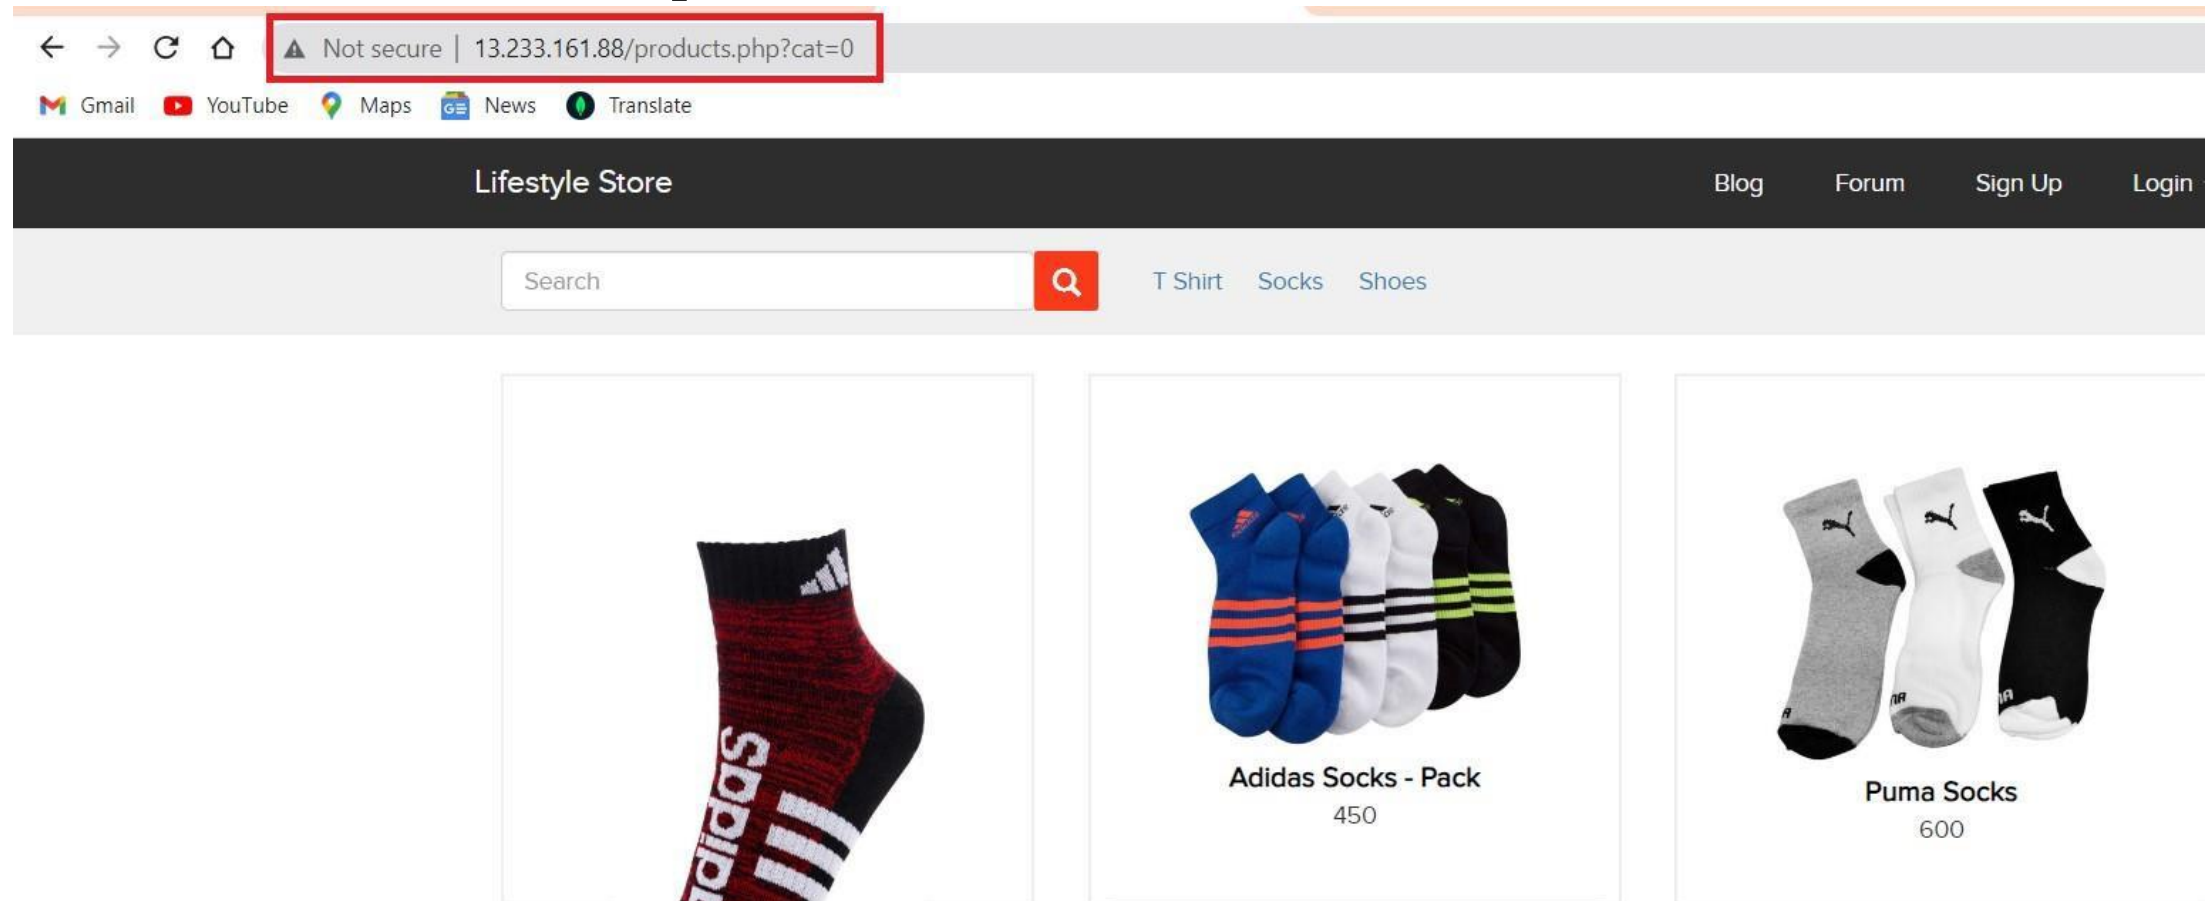 Not secure | 13.233.161.88/products.php?cat=0
Gmail YouTube Maps GE News Translate
Lifestyle Store Blog Forum Sign Up Login
Search T Shirt Socks Shoes
adidas
Adidas Socks - Pack
450
Puma Socks
600